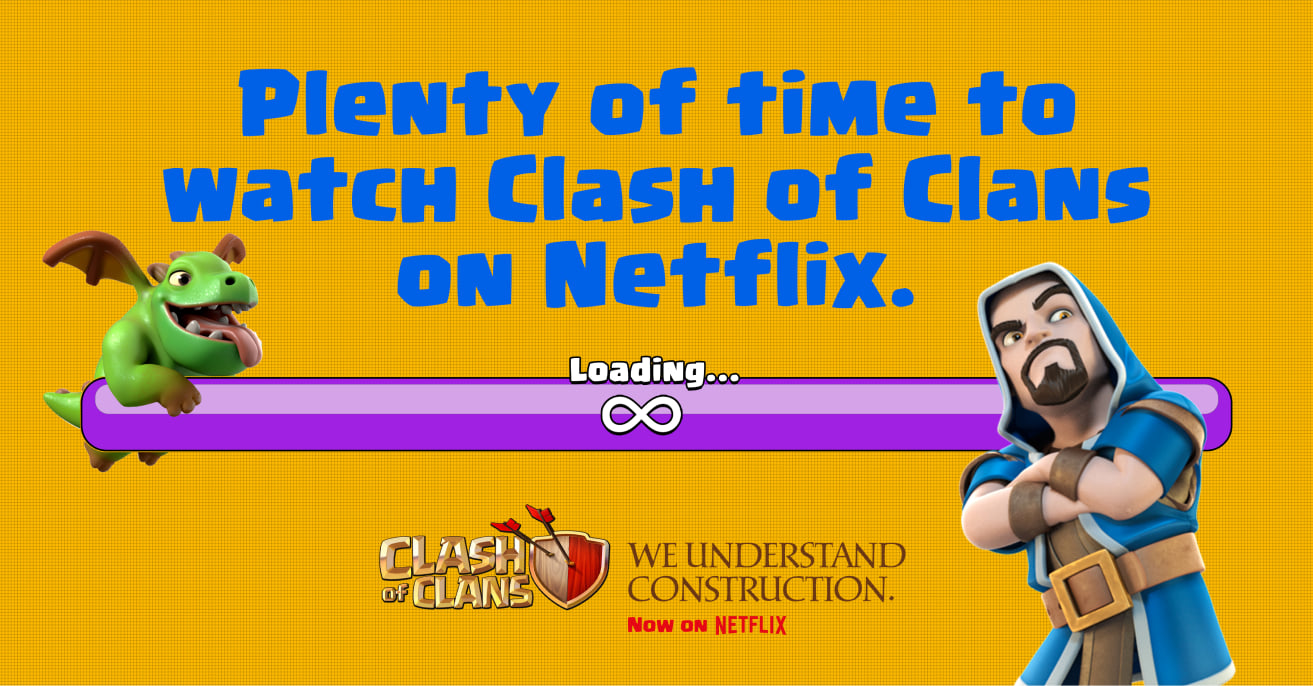 Plenty of time to
watch Clash of Clans
on Netflix.
Loading...
∞
CLASH
OF CLANS
WE UNDERSTAND
CONSTRUCTION.
Now on NETFLIX